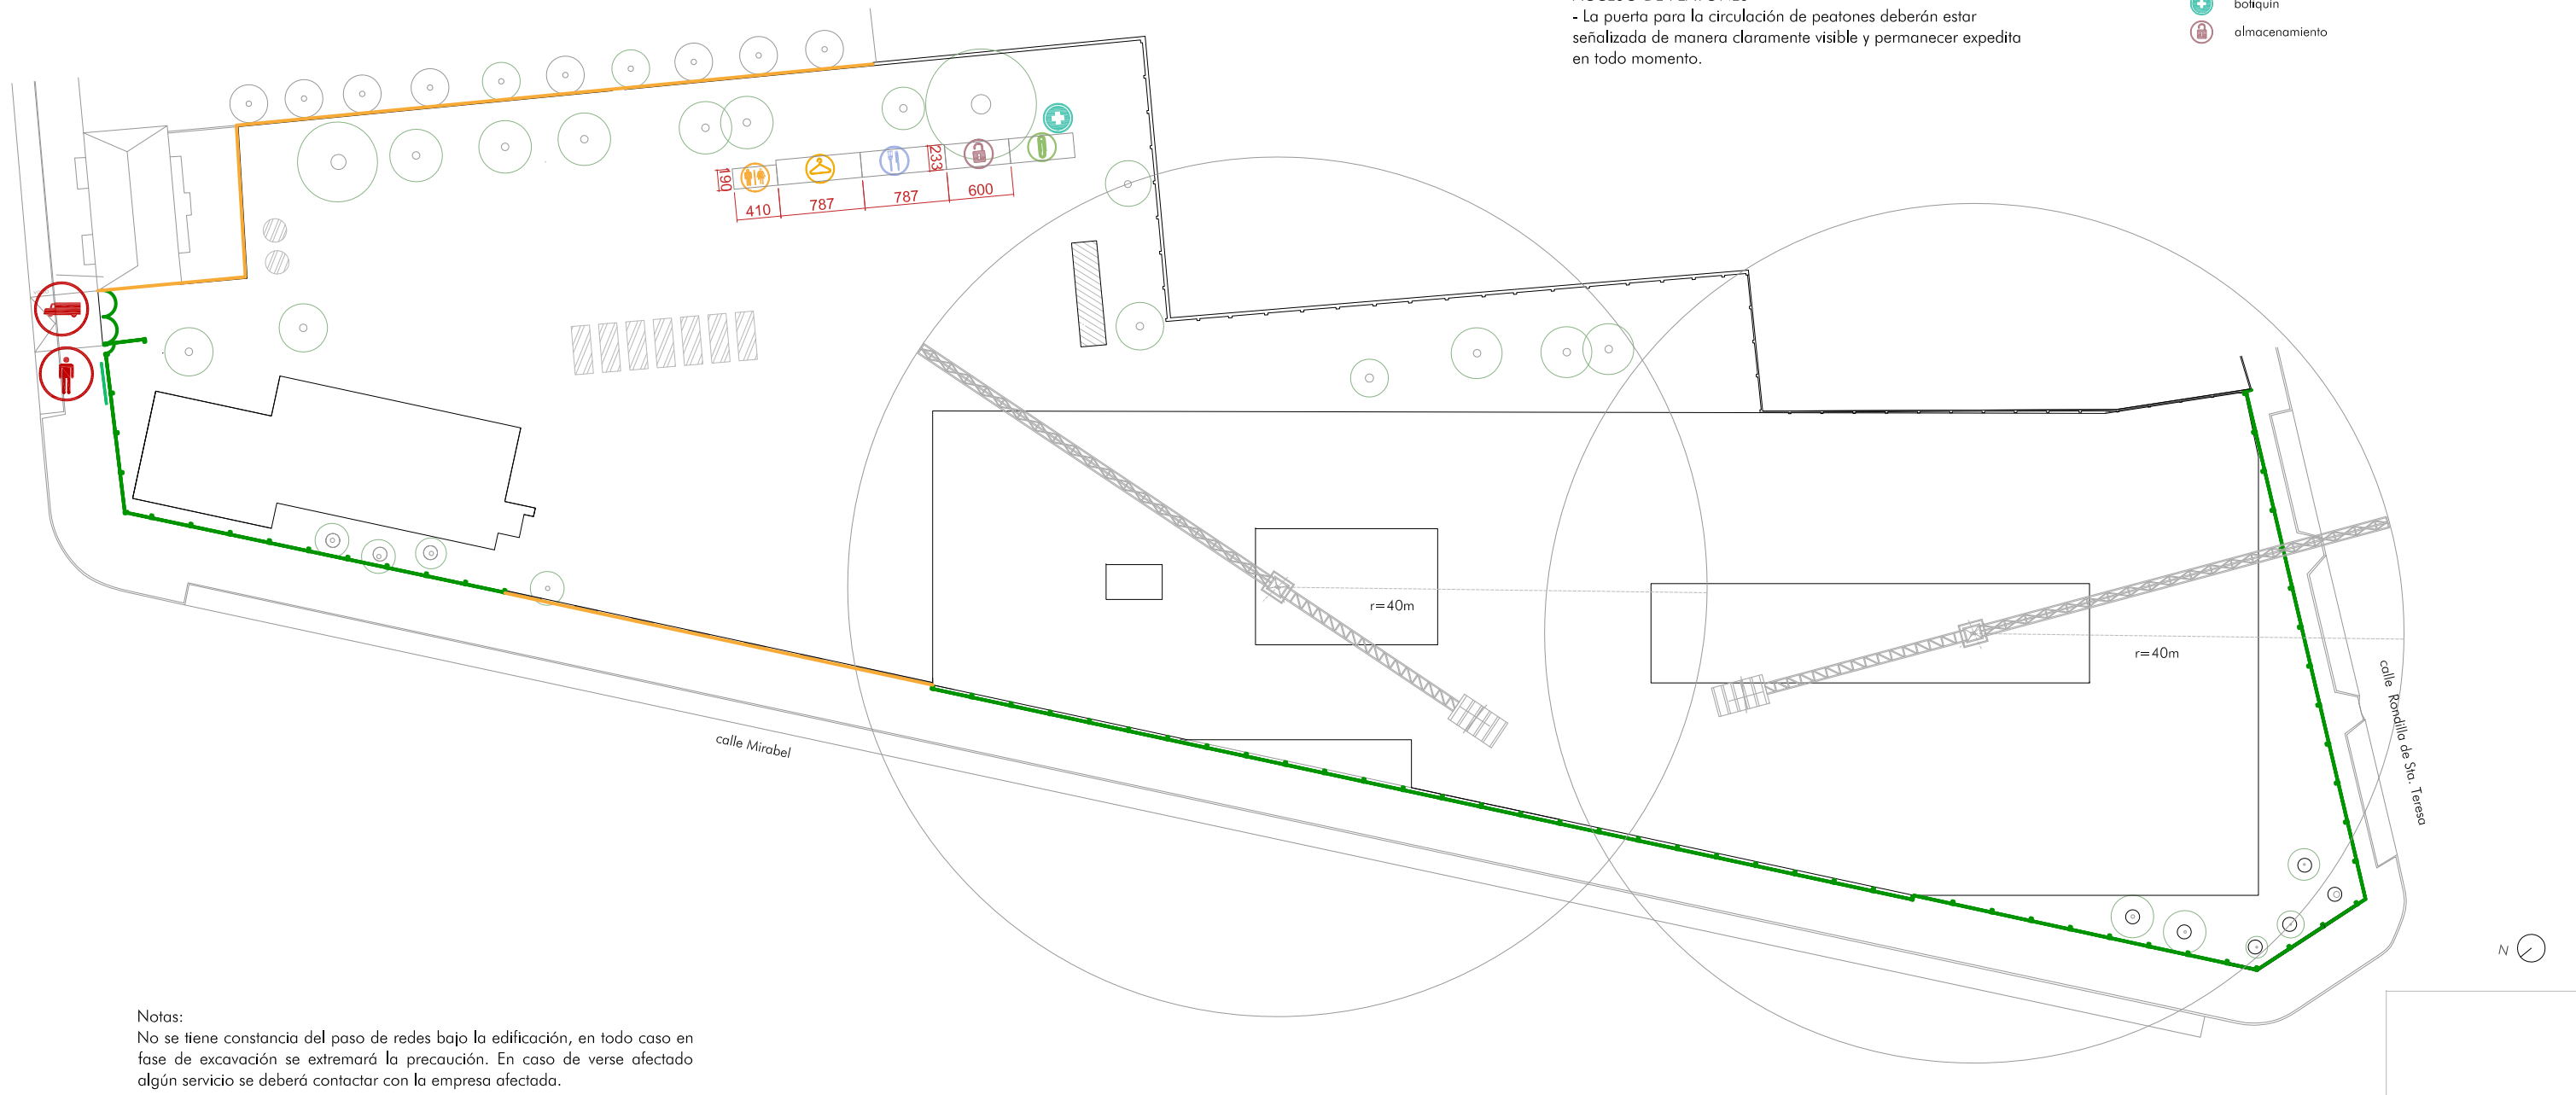 - La puerta para la circulación de peatones deberán estar
señalizada de manera claramente visible y permanecer expedita
en todo momento.
botiquín
almacenamiento
190
410
787
787
233
600
r=40m
r=40m
calle Mirabel
calle Rondilla de Sta. Teresa
N
Notas:
No se tiene constancia del paso de redes bajo la edificación, en todo caso en
fase de excavación se extremará la precaución. En caso de verse afectado
algún servicio se deberá contactar con la empresa afectada.